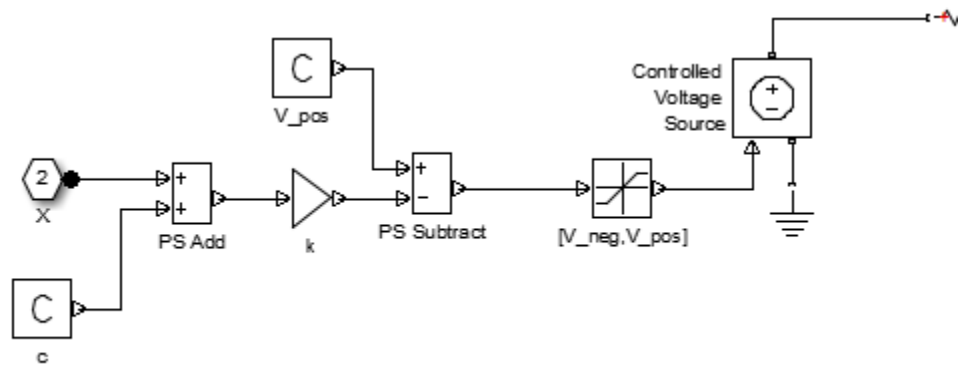 Controlled
Voltage
Source
+
−
C
V_pos
2
X
+
+
PS Add
k
+
−
PS Subtract
[V_neg,V_pos]
C
c